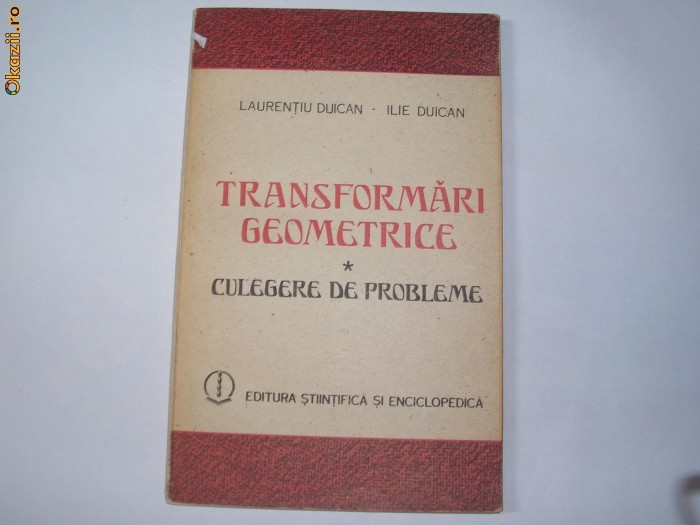 Okazii.ro
LAURENȚIU DUICAN - ILIE DUICAN
TRANSFORMĂRI
GEOMETRICE
*
CULEGERE DE PROBLEME
EDITURA ȘTIINȚIFICĂ ȘI ENCICLOPEDICĂ